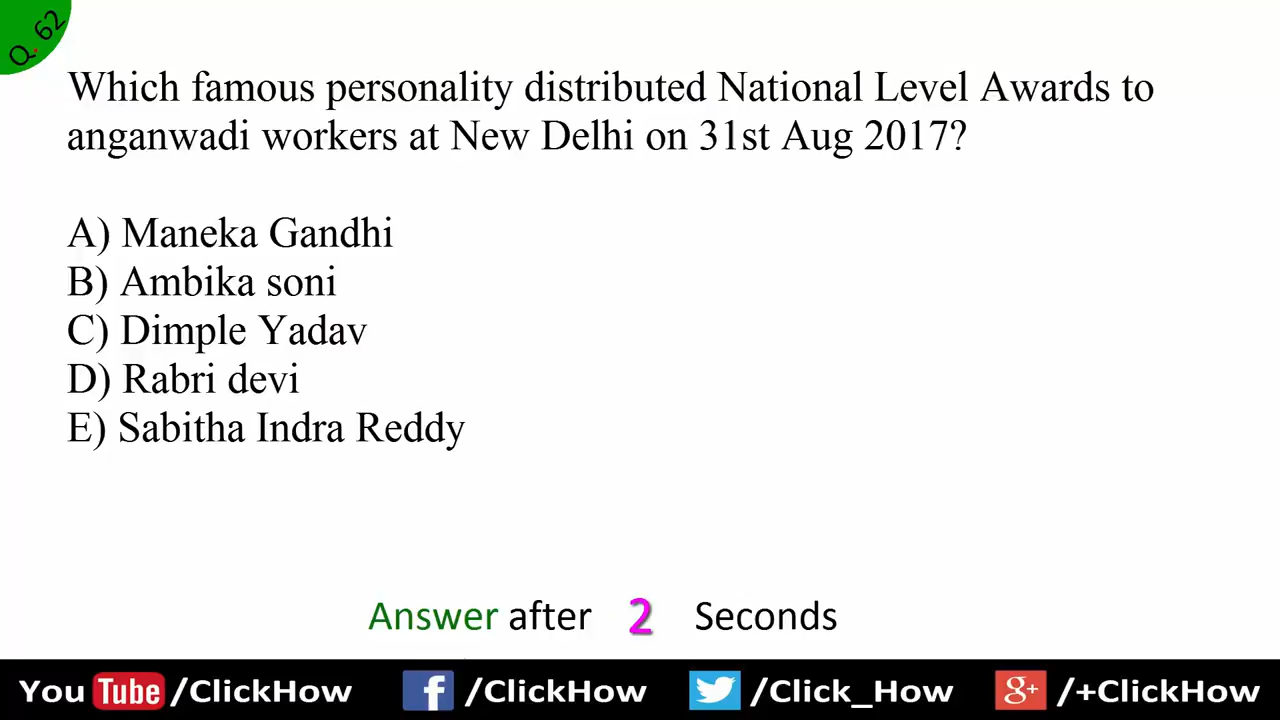 Q. 62
Which famous personality distributed National Level Awards to
anganwadi workers at New Delhi on 31st Aug 2017?
A) Maneka Gandhi
B) Ambika soni
C) Dimple Yadav
D) Rabri devi
E) Sabitha Indra Reddy
Answer after 2 Seconds
You Tube /ClickHow f /ClickHow /Click_How g+ /+ClickHow